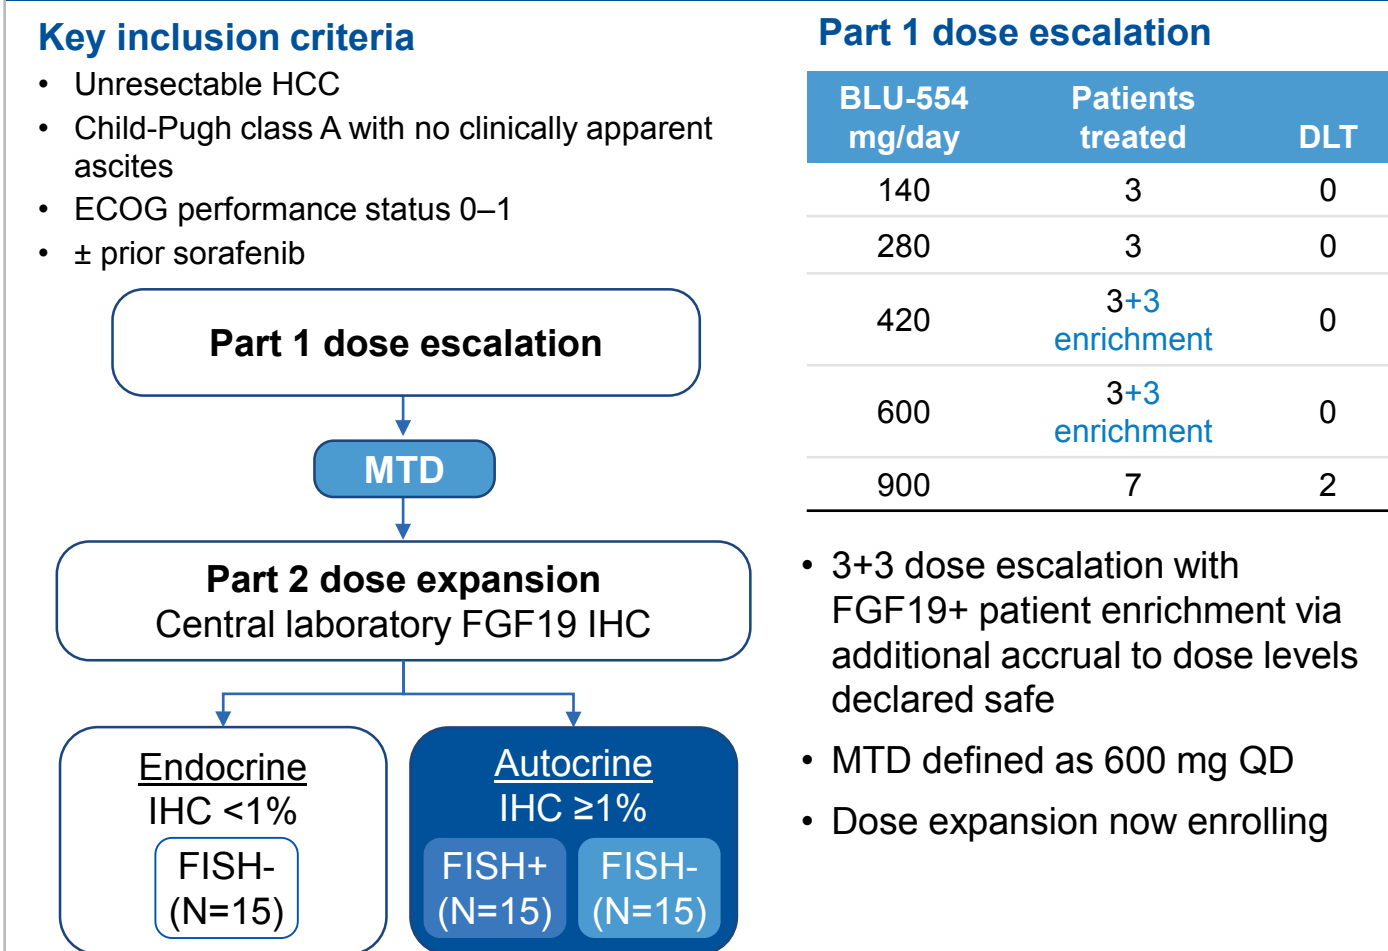 Key inclusion criteria
• Unresectable HCC
• Child-Pugh class A with no clinically apparent
ascites
• ECOG performance status 0–1
• ± prior sorafenib
Part 1 dose escalation
MTD
Part 2 dose expansion
Central laboratory FGF19 IHC
Endocrine
IHC <1%
FISH-
(N=15)
Autocrine
IHC ≥1%
FISH+
(N=15)
FISH-
(N=15)
Part 1 dose escalation
BLU-554
mg/day
Patients
treated
DLT
140 3 0
280 3 0
420 3+3
enrichment 0
600 3+3
enrichment 0
900 7 2
• 3+3 dose escalation with
FGF19+ patient enrichment via
additional accrual to dose levels
declared safe
• MTD defined as 600 mg QD
• Dose expansion now enrolling